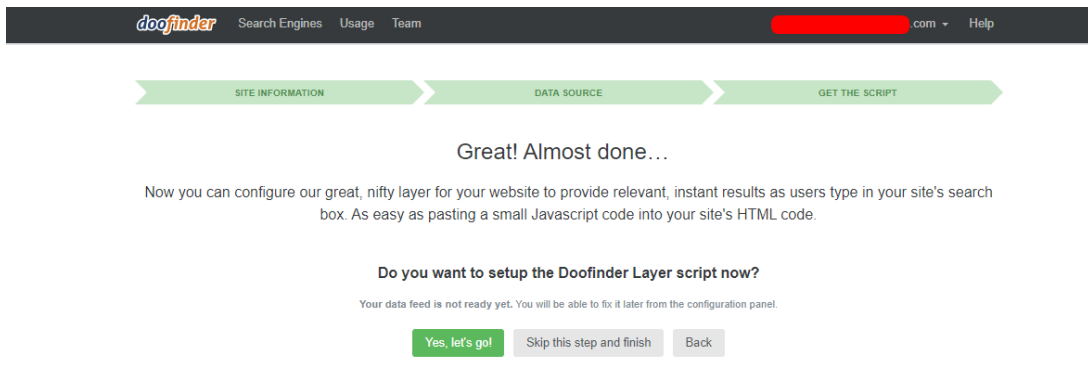 doofinder Search Engines Usage Team .com Help
SITE INFORMATION DATA SOURCE GET THE SCRIPT
Great! Almost done…
Now you can configure our great, nifty layer for your website to provide relevant, instant results as users type in your site's search
box. As easy as pasting a small Javascript code into your site's HTML code.
Do you want to setup the Doofinder Layer script now?
Your data feed is not ready yet. You will be able to fix it later from the configuration panel.
Yes, let's go! Skip this step and finish Back